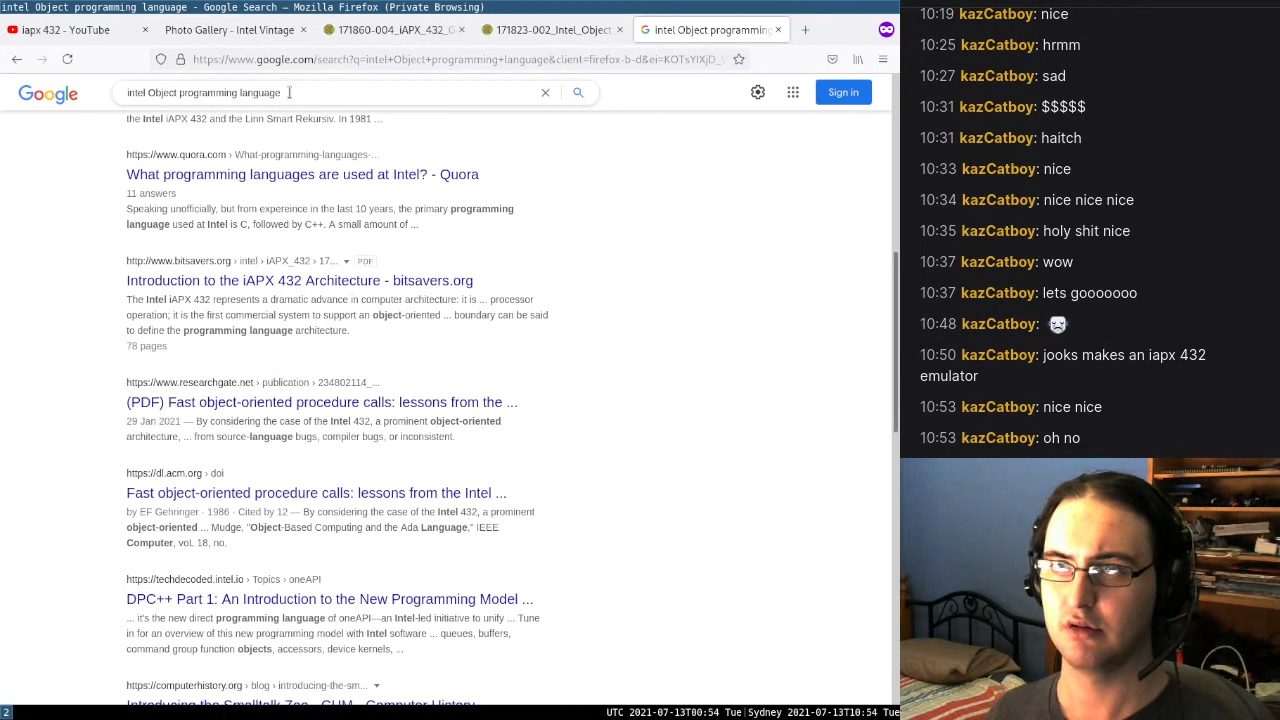 intel Object programming language - Google Search — Mozilla Firefox (Private Browsing)
iapx 432 - YouTube
Photo Gallery - Intel Vintage
171860-004_iAPX_432_G
171823-002_Intel_Object.
intel Object programming
https://www.google.com/search?q=intel+Object+programming+language&client=firefox-b-d&ei=KOTsYIXjD_
Google
intel Object programming language
Sign in
the Intel iAPX 432 and the Linn Smart Rekursiv. In 1981 ...
https://www.quora.com › What-programming-languages-...
What programming languages are used at Intel? - Quora
11 answers
Speaking unofficially, but from expereince in the last 10 years, the primary programming
language used at Intel is C, followed by C++. A small amount of ...
http://www.bitsavers.org › intel › iAPX_432 › 17... PDF
Introduction to the iAPX 432 Architecture - bitsavers.org
The Intel iAPX 432 represents a dramatic advance in computer architecture: it is ... processor
operation; it is the first commercial system to support an object-oriented ... boundary can be said
to define the programming language architecture.
78 pages
https://www.researchgate.net › publication › 234802114_...
(PDF) Fast object-oriented procedure calls: lessons from the ...
29 Jan 2021 — By considering the case of the Intel 432, a prominent object-oriented
architecture, ... from source-language bugs, compiler bugs, or inconsistent.
https://dl.acm.org › doi
Fast object-oriented procedure calls: lessons from the Intel ...
by EF Gehringer · 1986 · Cited by 12 — By considering the case of the Intel 432, a prominent
object-oriented ... Mudge, "Object-Based Computing and the Ada Language," IEEE
Computer, voL 18, no.
https://techdecoded.intel.io › Topics › oneAPI
DPC++ Part 1: An Introduction to the New Programming Model ...
... it's the new direct programming language of oneAPI—an Intel-led initiative to unify ... Tune
in for an overview of this new programming model with Intel software ... queues, buffers,
command group function objects, accessors, device kernels, ...
https://computerhistory.org › blog › introducing-the-sm...
Introducing the Smalltalk Zoo - CHM - Computer History
2
UTC 2021-07-13T00:54 Tue Sydney 2021-07-13T10:54 Tue
10:19 kazCatboy: nice
10:25 kazCatboy: hrmm
10:27 kazCatboy: sad
10:31 kazCatboy: $$$$$
10:31 kazCatboy: haitch
10:33 kazCatboy: nice
10:34 kazCatboy: nice nice nice
10:35 kazCatboy: holy shit nice
10:37 kazCatboy: wow
10:37 kazCatboy: lets gooooooo
10:48 kazCatboy:
10:50 kazCatboy: jooks makes an iapx 432
emulator
10:53 kazCatboy: nice nice
10:53 kazCatboy: oh no